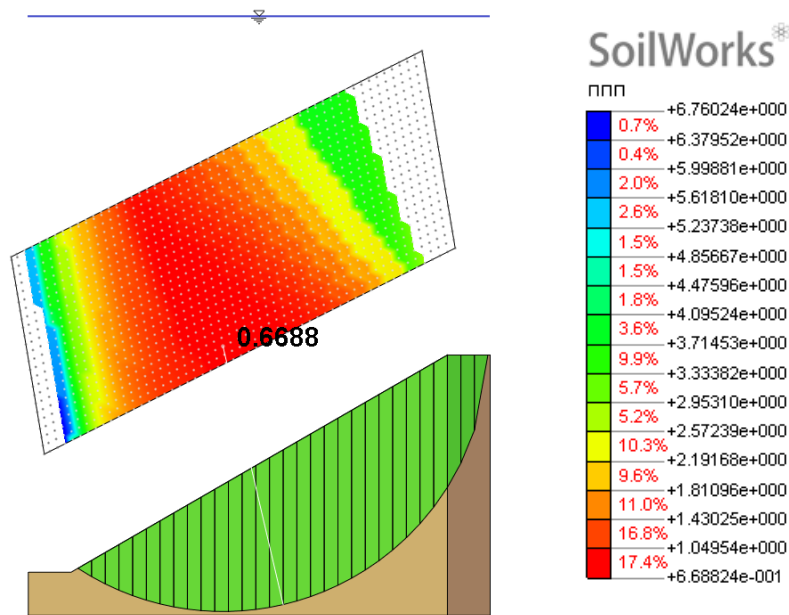 SoilWorks
ппп
+6.76024e+000
0.7%
+6.37952e+000
0.4%
+5.99881e+000
2.0%
+5.61810e+000
2.6%
+5.23738e+000
1.5%
+4.85667e+000
1.5%
+4.47596e+000
1.8%
+4.09524e+000
3.6%
+3.71453e+000
9.9%
+3.33382e+000
5.7%
+2.95310e+000
5.2%
+2.57239e+000
10.3%
+2.19168e+000
9.6%
+1.81096e+000
11.0%
+1.43025e+000
16.8%
+1.04954e+000
17.4%
+6.68824e-001
0.6688